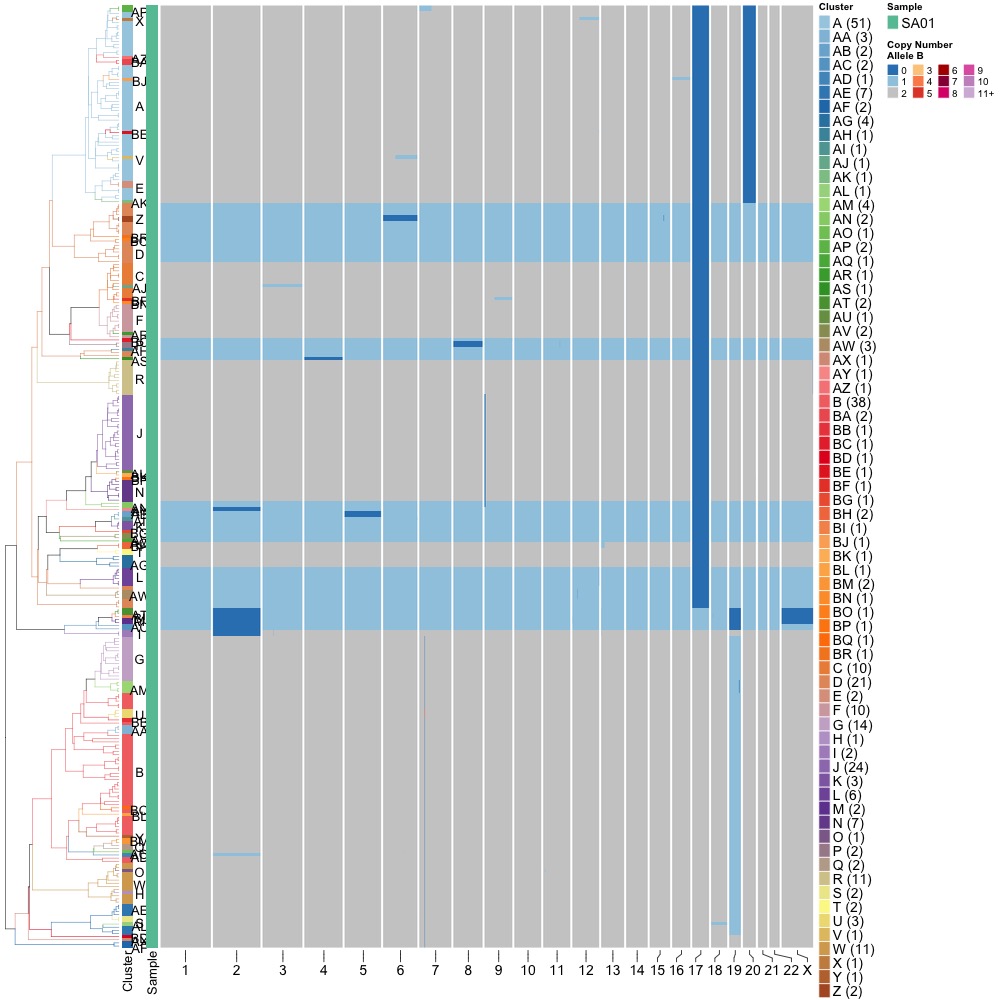 Cluster
A (51)
AA (3)
AB (2)
AC (2)
AD (1)
AE (7)
AF (2)
AG (4)
AH (1)
AI (1)
AJ (1)
AK (1)
AL (1)
AM (4)
AN (2)
AO (1)
AP (2)
AQ (1)
AR (1)
AS (1)
AT (2)
AU (1)
AV (2)
AW (3)
AX (1)
AY (1)
AZ (1)
B (38)
BA (2)
BB (1)
BC (1)
BD (1)
BE (1)
BF (1)
BG (1)
BH (2)
BI (1)
BJ (1)
BK (1)
BL (1)
BM (2)
BN (1)
BO (1)
BP (1)
BQ (1)
BR (1)
C (10)
D (21)
E (2)
F (10)
G (14)
H (1)
I (2)
J (24)
K (3)
L (6)
M (2)
N (7)
O (1)
P (2)
Q (2)
R (11)
S (2)
T (2)
U (3)
V (1)
W (11)
X (1)
Y (1)
Z (2)
Sample
SA01
Copy Number
Allele B
0 3 6 9
1 4 7 10
2 5 8 11+
X
BJ
A
BE
V
E
AK
Z
D
C
AJ
F
AS
R
J
N
AG
L
AW
G
AM
U
AA
B
O
W
H
AE
Cluster
Sample
1 2 3 4 5 6 7 8 9 10 11 12 13 14 15 16 17 18 19 20 21 22 X